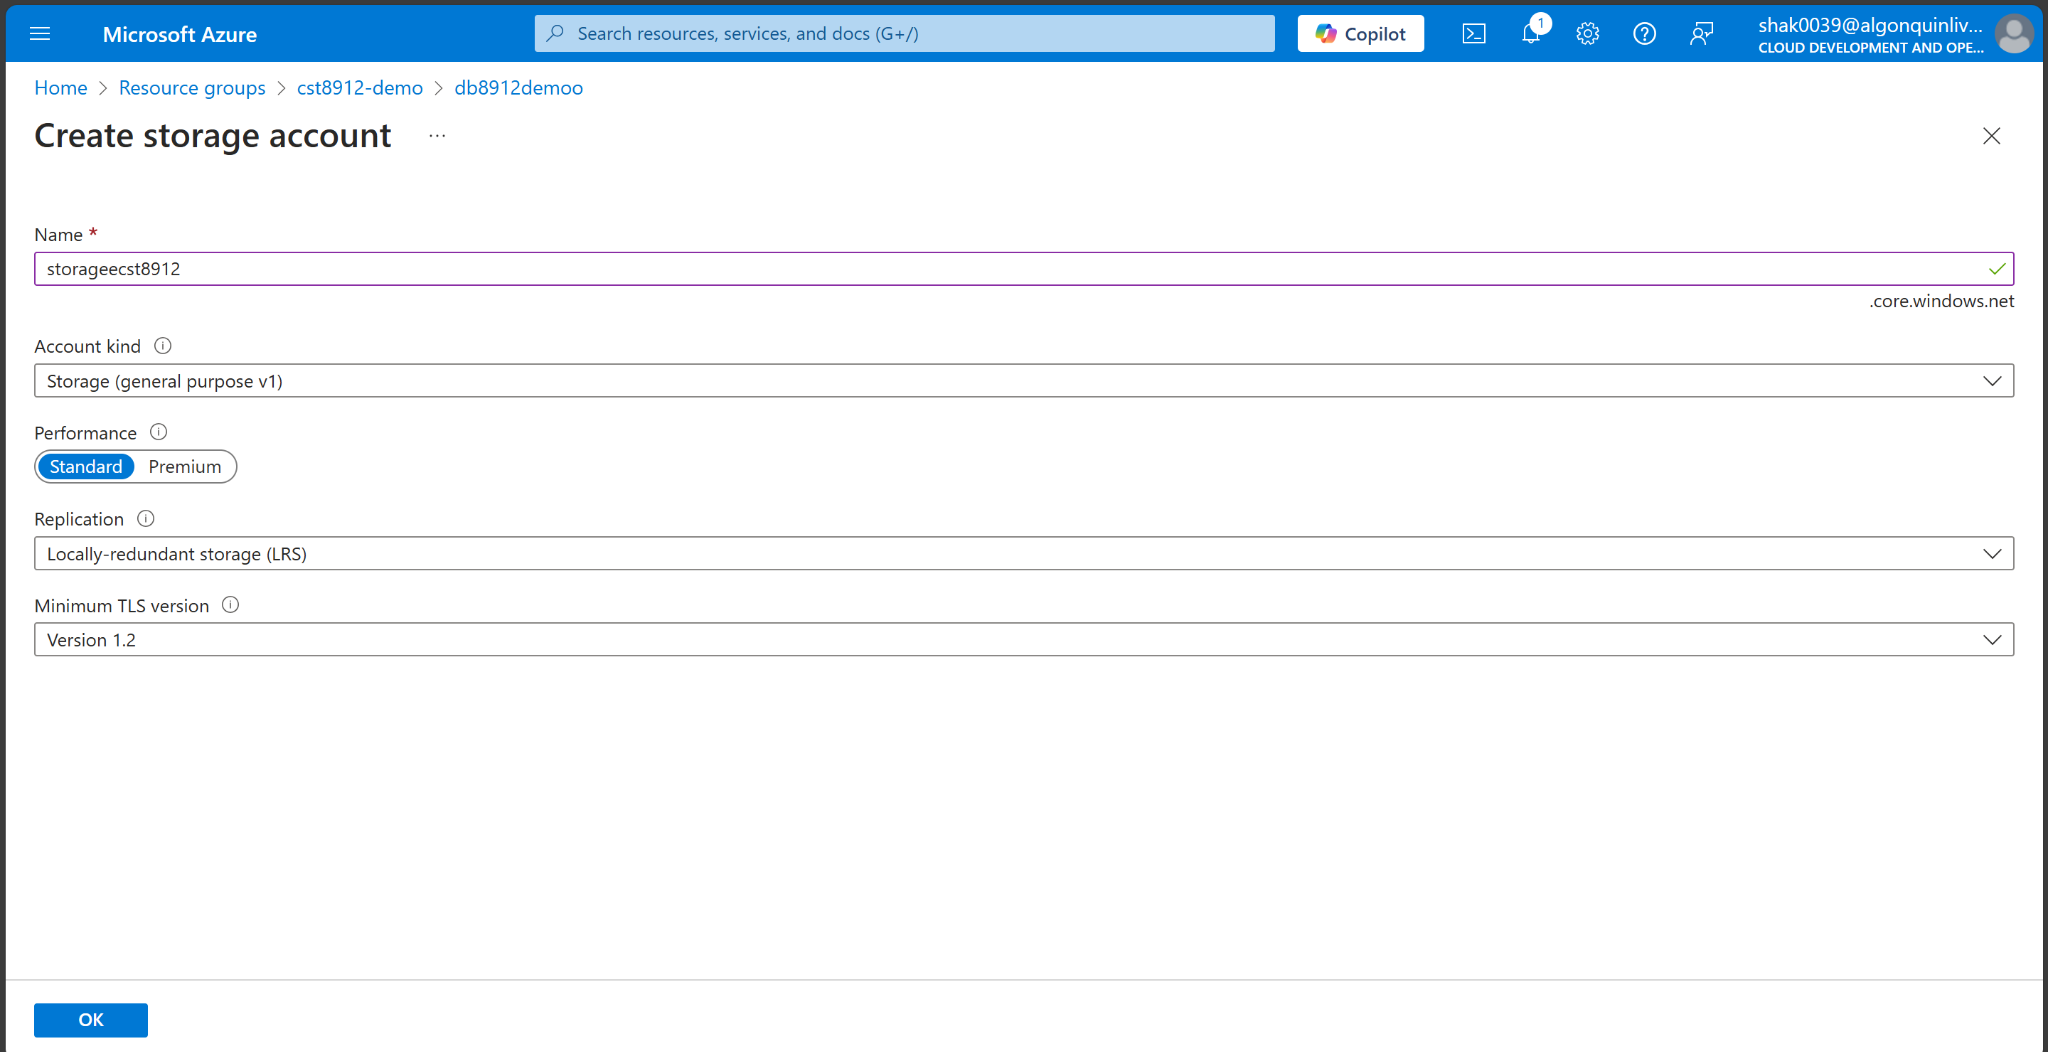 Microsoft Azure
Search resources, services, and docs (G+/)
Copilot
1
shak0039@algonquinliv...
CLOUD DEVELOPMENT AND OPE...
Home > Resource groups > cst8912-demo > db8912demoo
Create storage account ...
Name *
storageecst8912
.core.windows.net
Account kind
Storage (general purpose v1)
Performance
Standard Premium
Replication
Locally-redundant storage (LRS)
Minimum TLS version
Version 1.2
OK